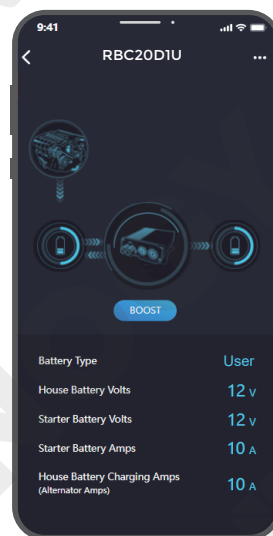 9:41
RBC20D1U
...
BOOST
Battery Type User
House Battery Volts 12 V
Starter Battery Volts 12 V
Starter Battery Amps 10 A
House Battery Charging Amps 10 A
(Alternator Amps)